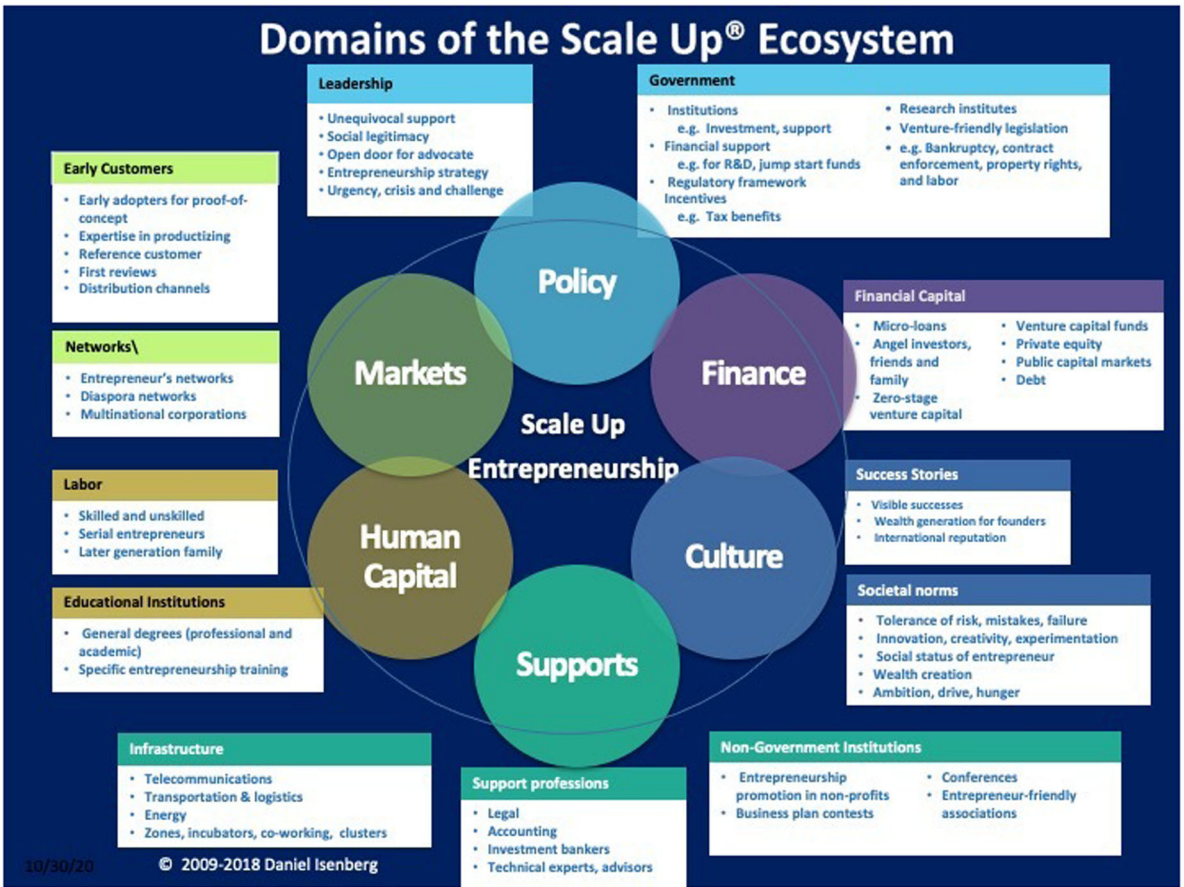 Domains of the Scale Up® Ecosystem
Leadership
• Unequivocal support
• Social legitimacy
• Open door for advocate
• Entrepreneurship strategy
• Urgency, crisis and challenge
Government
• Institutions
e.g. Investment, support
• Financial support
e.g. for R&D, jump start funds
• Regulatory framework
Incentives
e.g. Tax benefits
• Research institutes
• Venture-friendly legislation
• e.g. Bankruptcy, contract
enforcement, property rights,
and labor
Early Customers
• Early adopters for proof-of-
concept
• Expertise in productizing
• Reference customer
• First reviews
• Distribution channels
Networks\
• Entrepreneur's networks
• Diaspora networks
• Multinational corporations
Labor
• Skilled and unskilled
• Serial entrepreneurs
• Later generation family
Educational Institutions
• General degrees (professional and
academic)
• Specific entrepreneurship training
Policy
Markets
Finance
Scale Up
Entrepreneurship
Human
Capital
Culture
Supports
Financial Capital
• Micro-loans
• Angel investors,
friends and
family
• Zero-stage
venture capital
• Venture capital funds
• Private equity
• Public capital markets
• Debt
Success Stories
• Visible successes
• Wealth generation for founders
• International reputation
Societal norms
• Tolerance of risk, mistakes, failure
• Innovation, creativity, experimentation
• Social status of entrepreneur
• Wealth creation
• Ambition, drive, hunger
Infrastructure
• Telecommunications
• Transportation & logistics
• Energy
• Zones, incubators, co-working, clusters
Support professions
• Legal
• Accounting
• Investment bankers
• Technical experts, advisors
Non-Government Institutions
• Entrepreneurship
promotion in non-profits
• Business plan contests
• Conferences
• Entrepreneur-friendly
associations
10/30/20
© 2009-2018 Daniel Isenberg